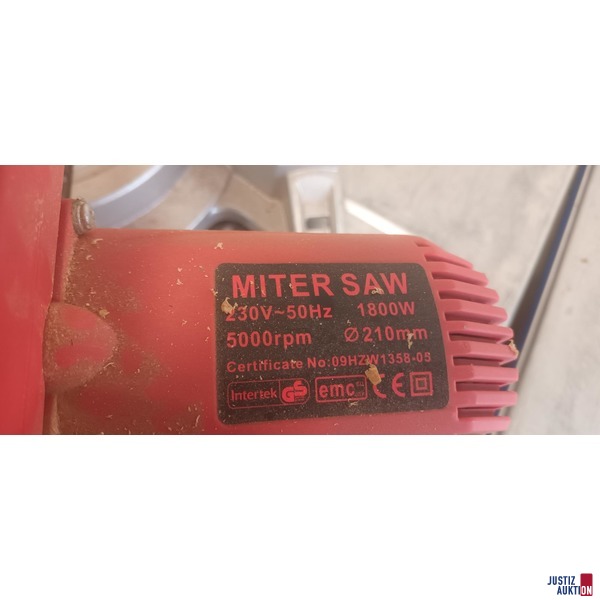 MITER SAW
230V~50Hz 1800W
5000rpm Ø210mm
Certificate No:09HZW1358-05
Intertek GS emc CE
JUSTIZ
AUKTION